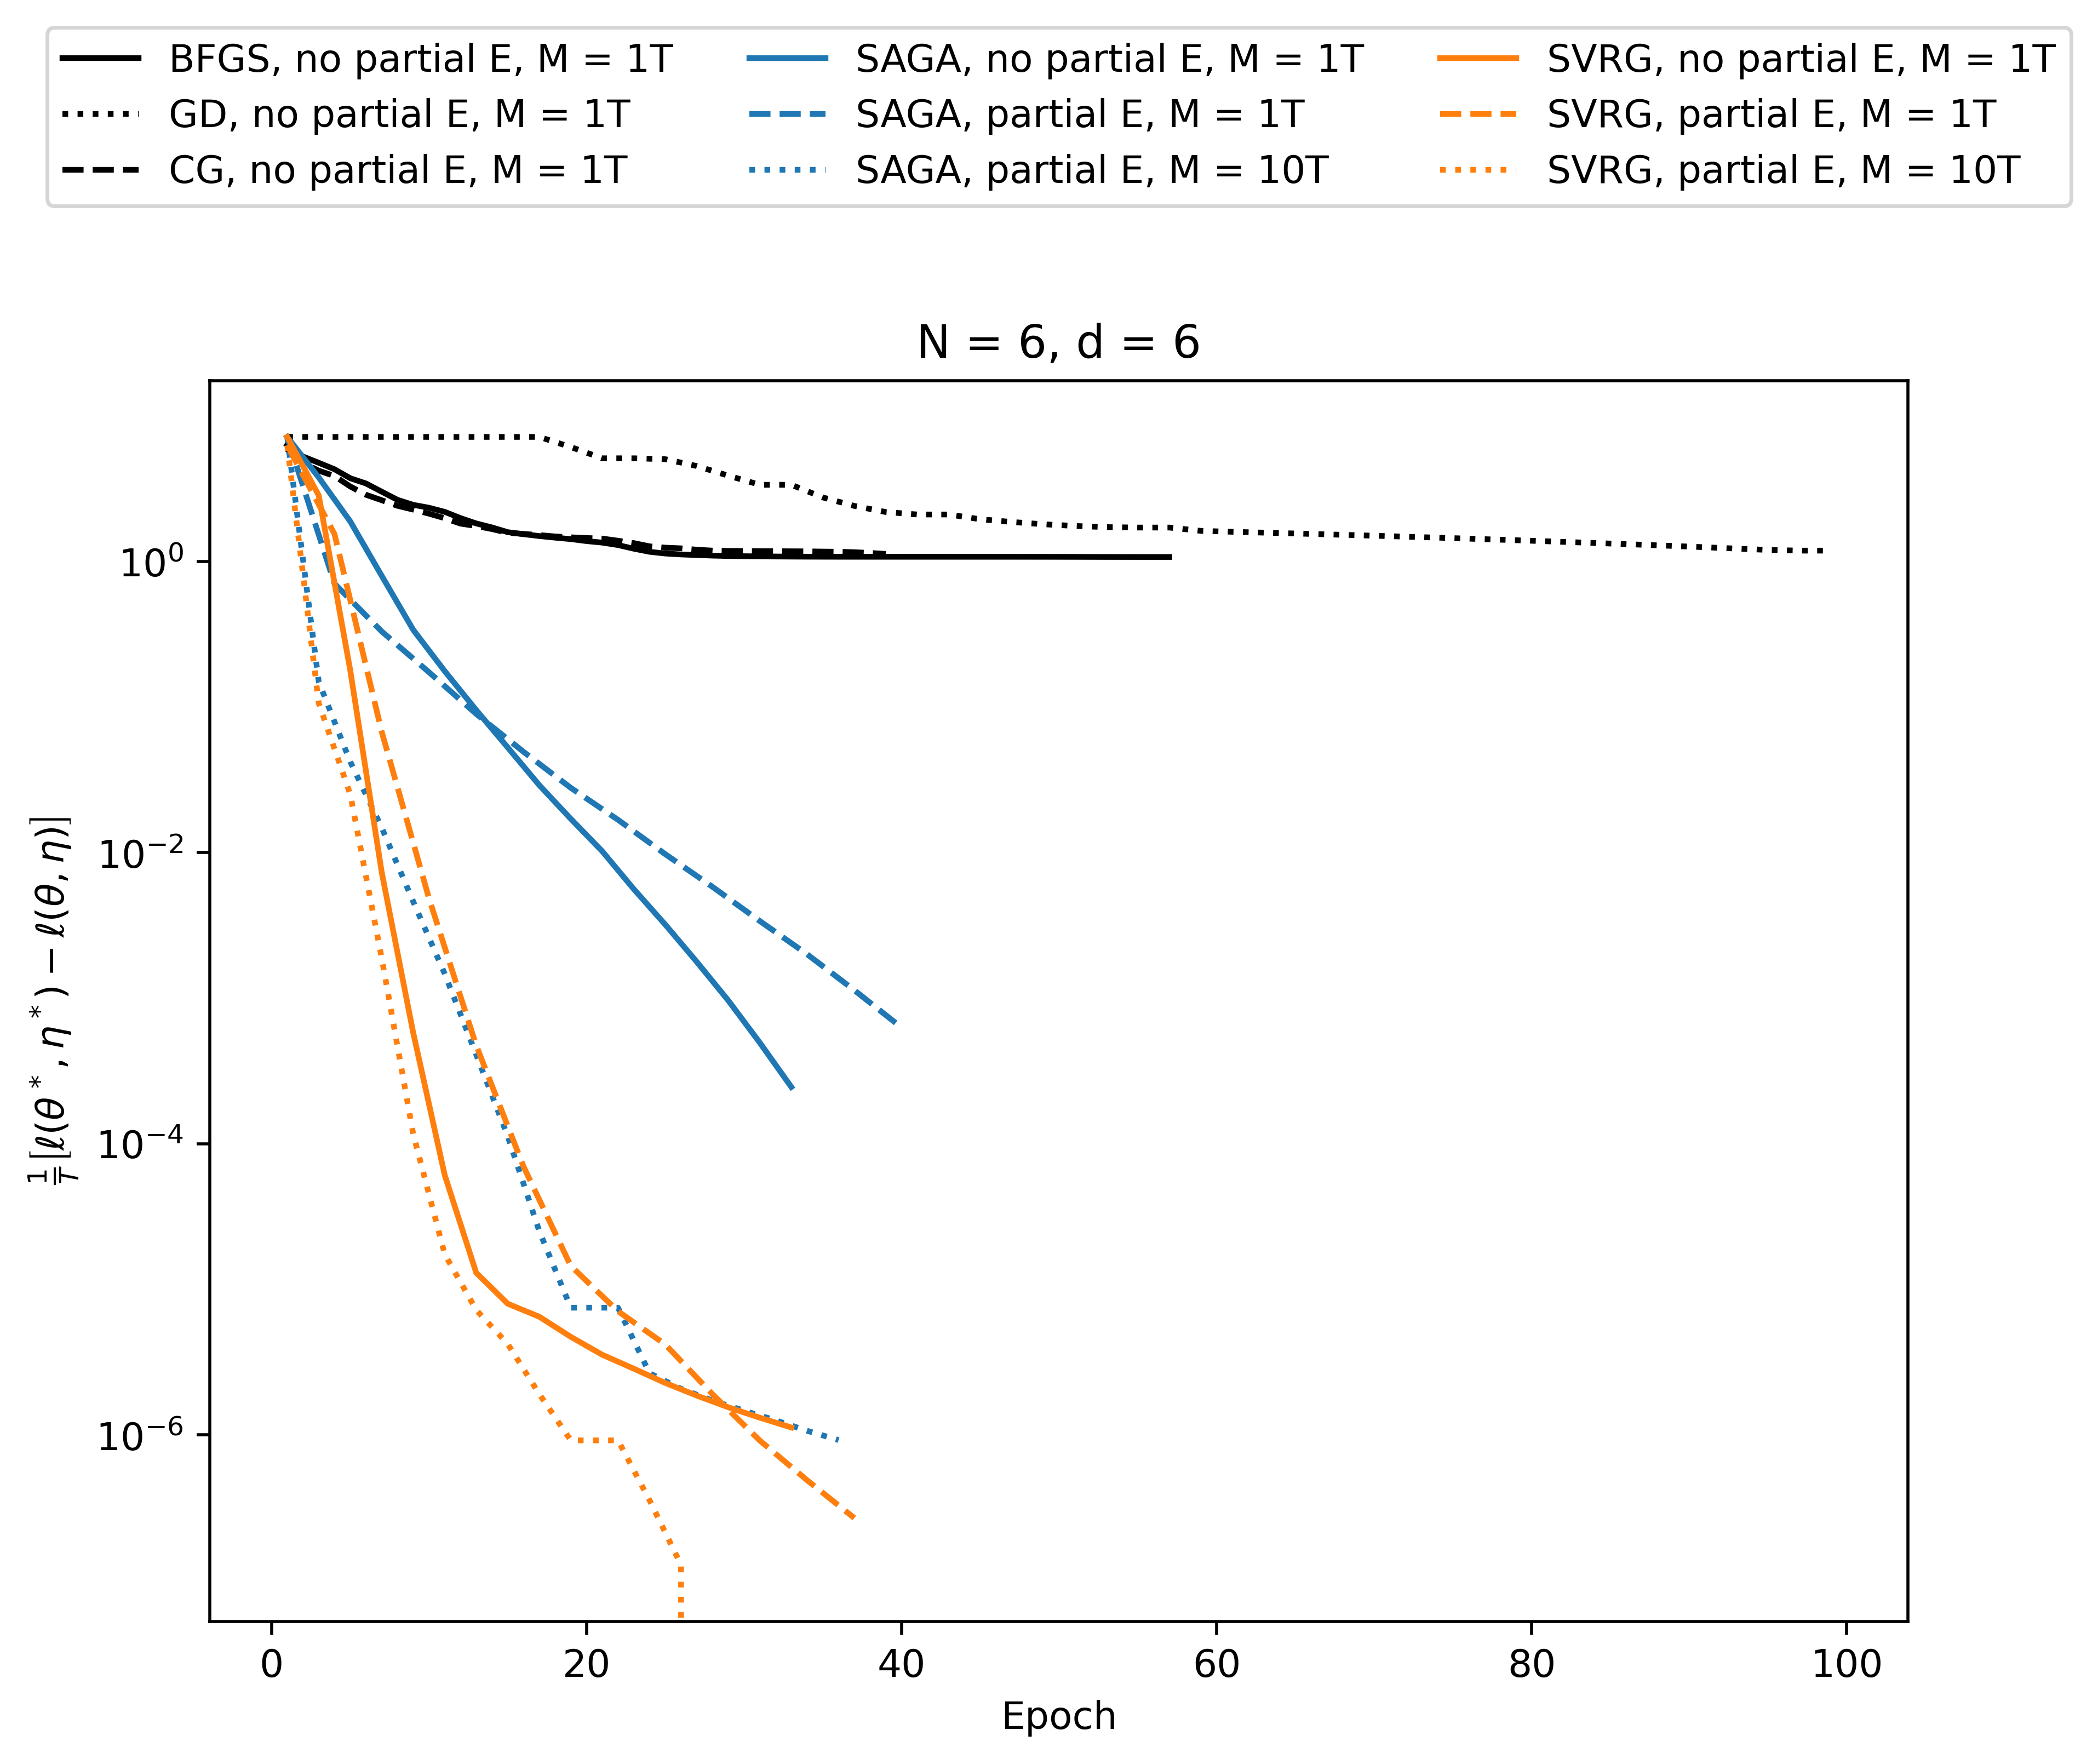 BFGS, no partial E, M = 1T
GD, no partial E, M = 1T
CG, no partial E, M = 1T
SAGA, no partial E, M = 1T
SAGA, partial E, M = 1T
SAGA, partial E, M = 10T
SVRG, no partial E, M = 1T
SVRG, partial E, M = 1T
SVRG, partial E, M = 10T
N = 6, d = 6
10⁰
10⁻²
10⁻⁴
10⁻⁶
1/T [ℓ(θ*, η*) − ℓ(θ, η)]
0 20 40 60 80 100
Epoch